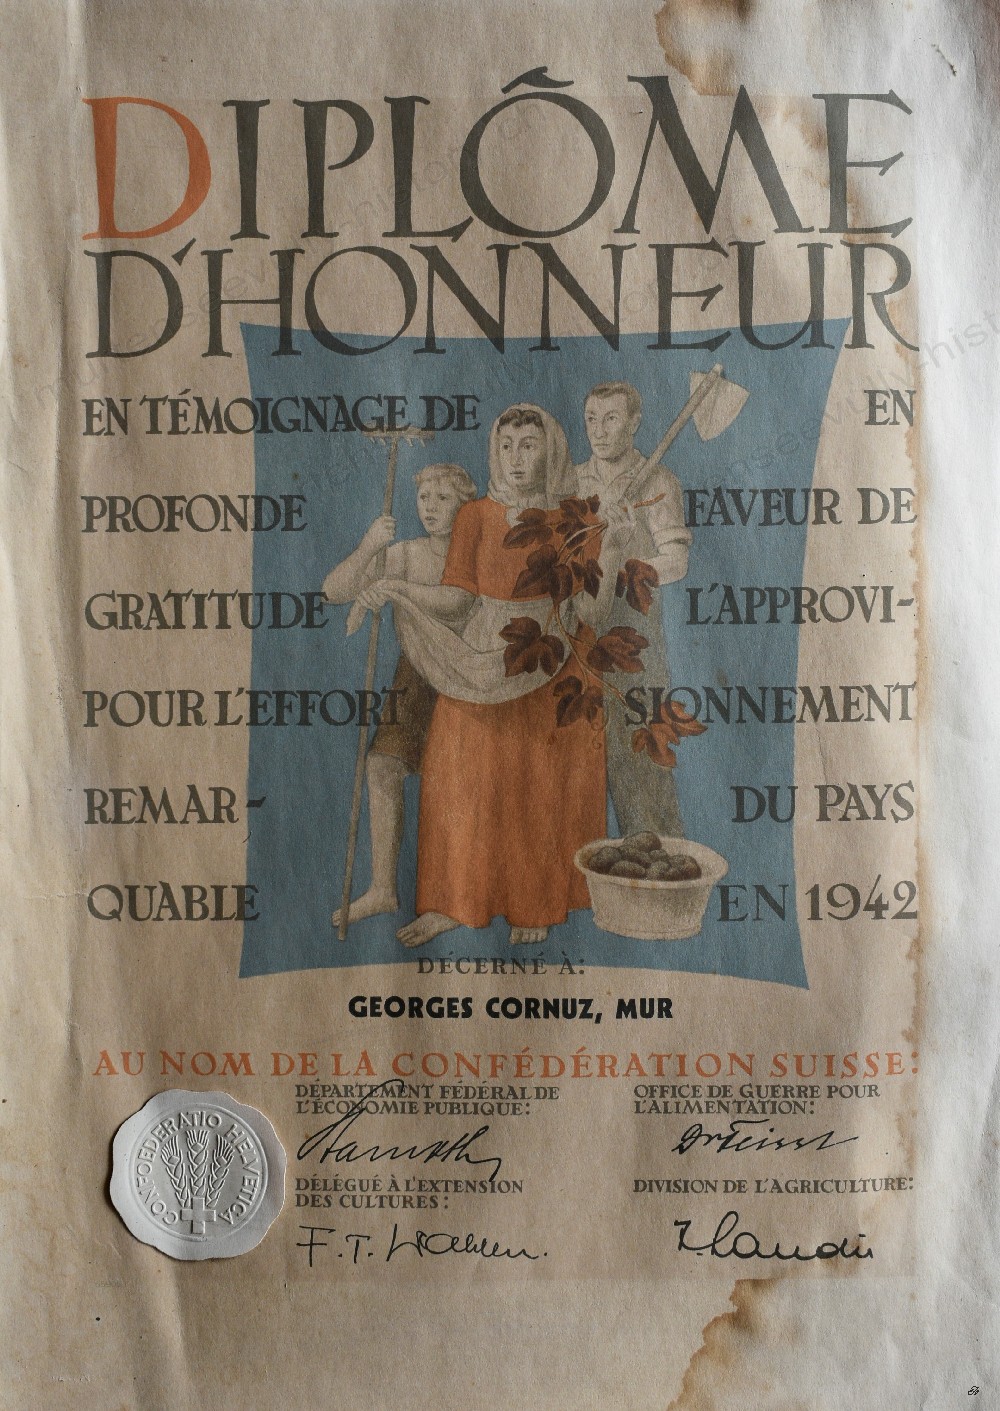 DIPLÔME
D'HONNEUR
EN TÉMOIGNAGE DE
PROFONDE
GRATITUDE
POUR L'EFFORT
REMAR-
QUABLE
EN
FAVEUR DE
L'APPROVI-
SIONNEMENT
DU PAYS
EN 1942
DÉCERNÉ À:
GEORGES CORNUZ, MUR
AU NOM DE LA CONFÉDÉRATION SUISSE:
DÉPARTEMENT FÉDÉRAL DE
L'ÉCONOMIE PUBLIQUE:
OFFICE DE GUERRE POUR
L'ALIMENTATION:
DÉLÉGUÉ À L'EXTENSION
DES CULTURES:
F. T. Wahlen.
DIVISION DE L'AGRICULTURE:
CONFOEDERATIO HELVETICA